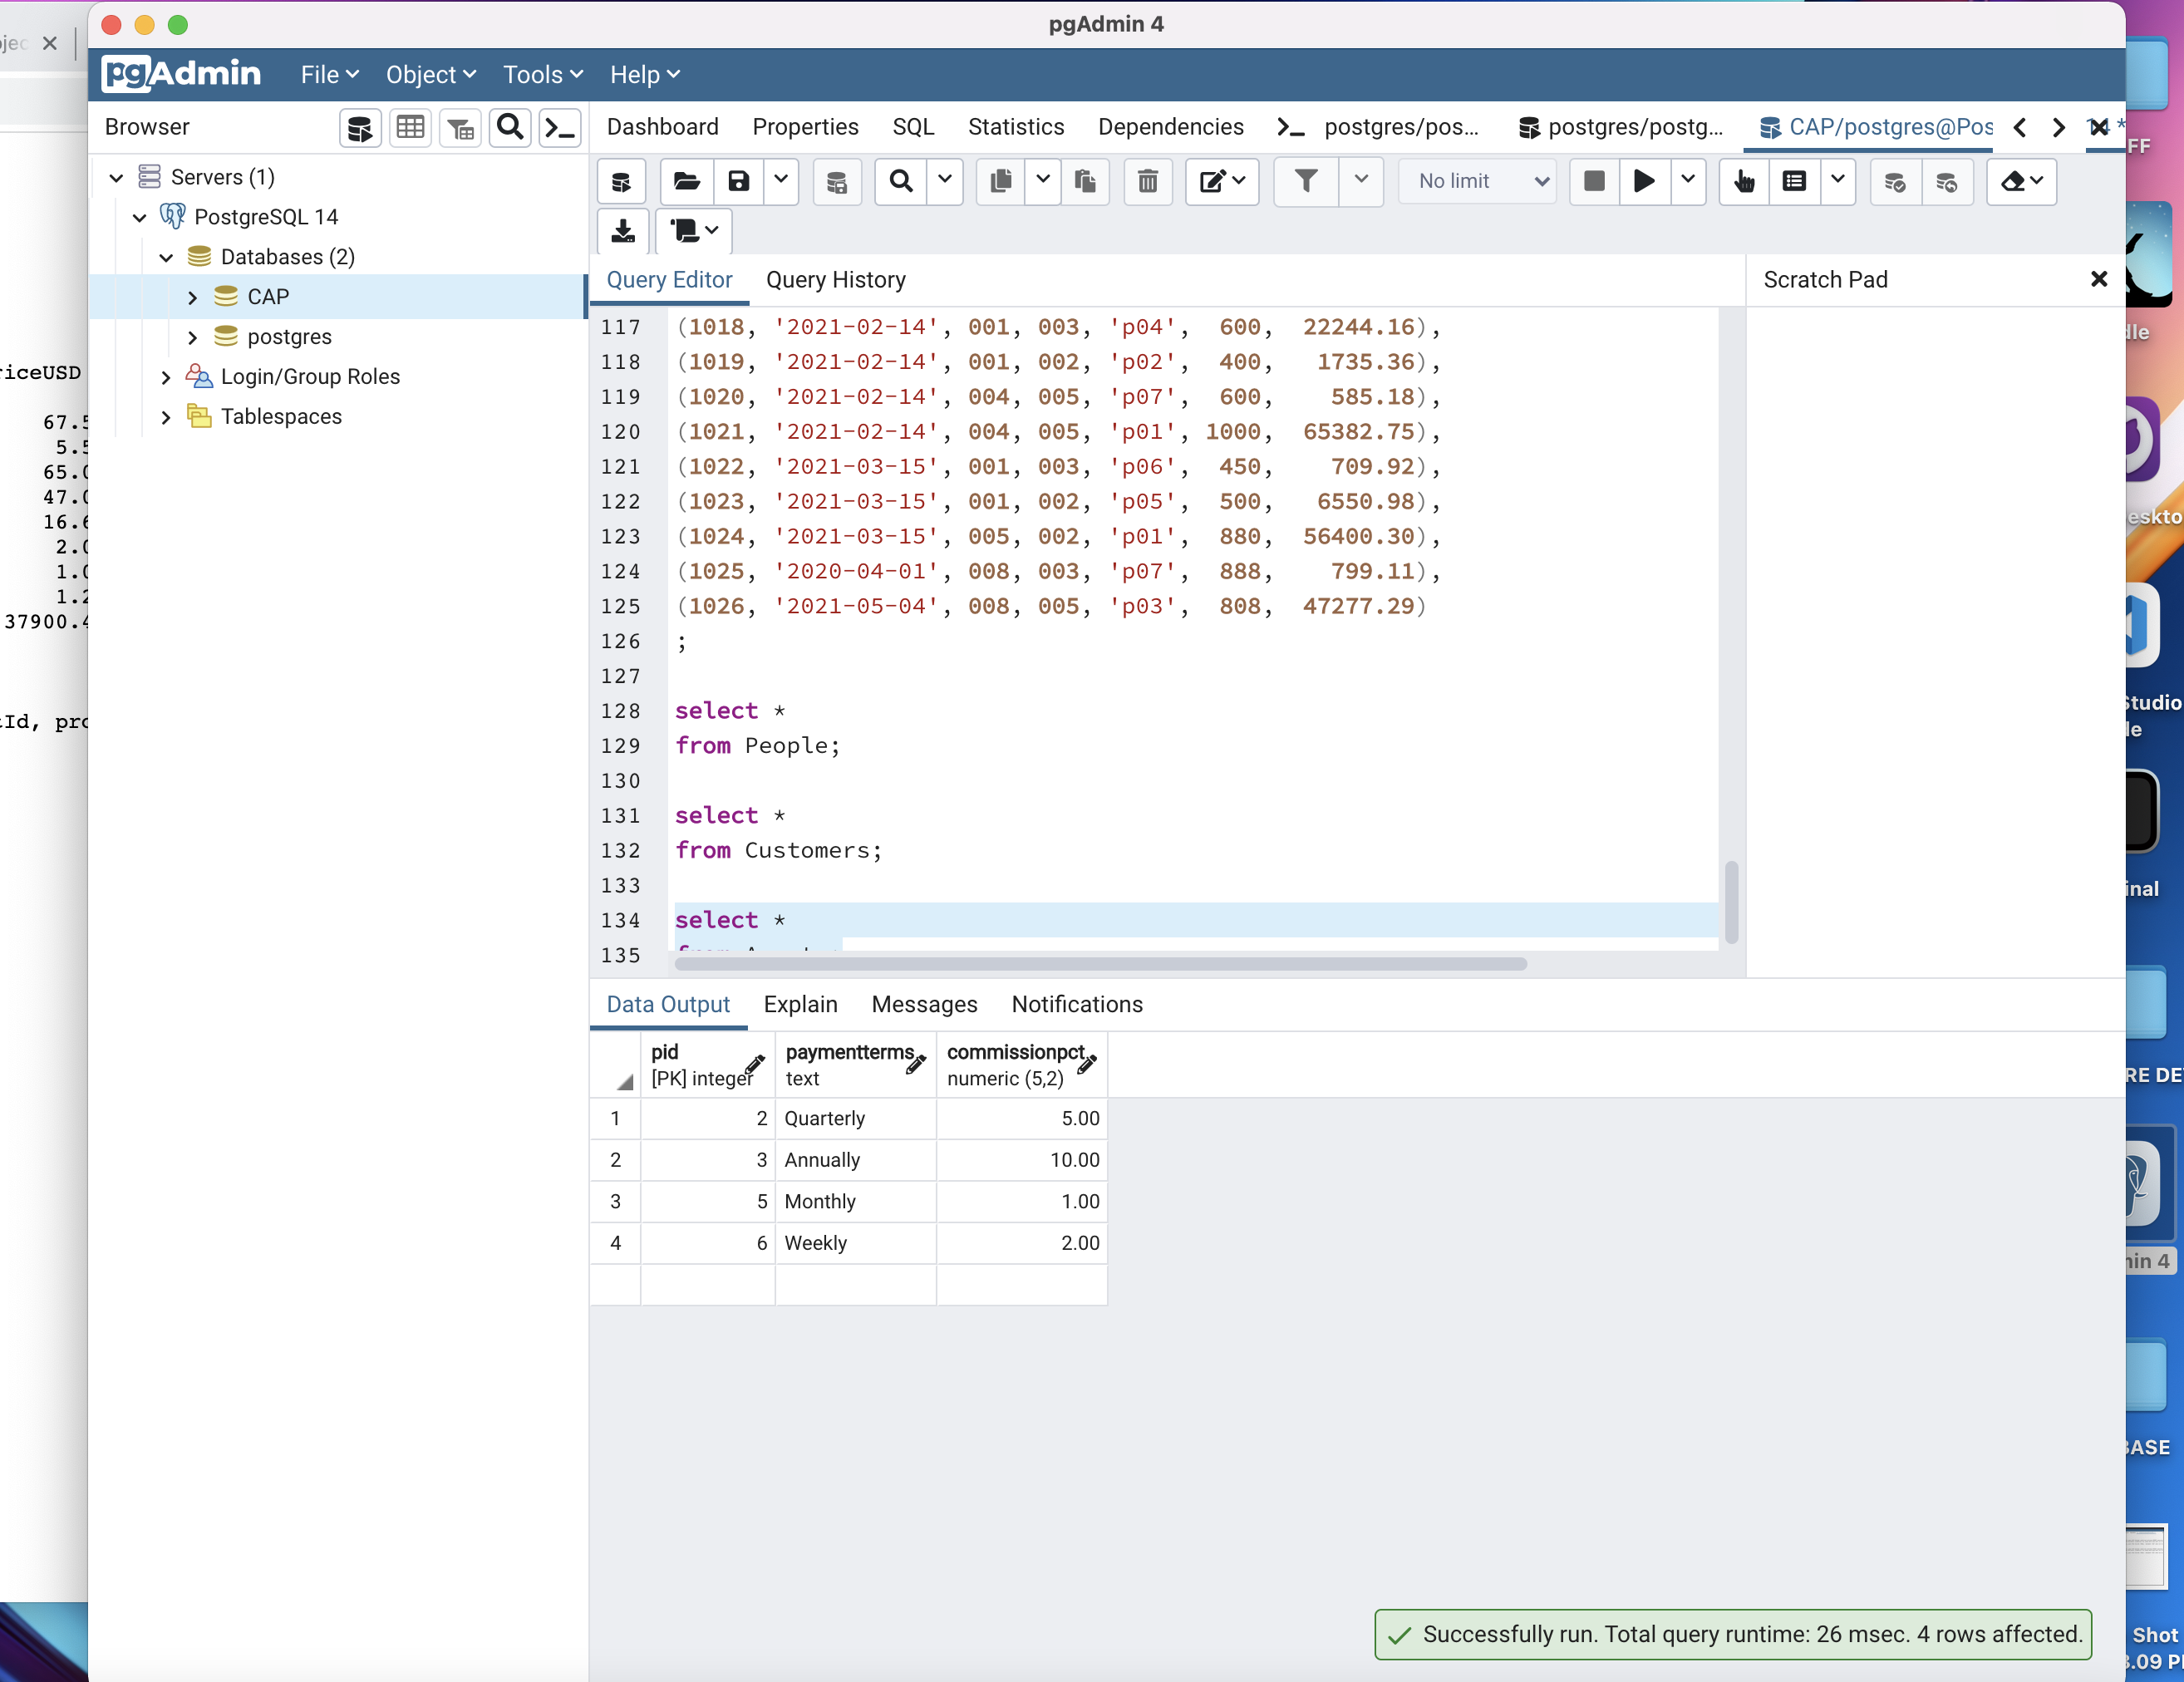 pgAdmin 4
pgAdmin File Object Tools Help
Browser
Dashboard Properties SQL Statistics Dependencies postgres/pos... postgres/postg... CAP/postgres@Pos
Servers (1)
PostgreSQL 14
Databases (2)
CAP
postgres
Login/Group Roles
Tablespaces
No limit
Query Editor Query History
Scratch Pad
117 (1018, '2021-02-14', 001, 003, 'p04', 600, 22244.16),
118 (1019, '2021-02-14', 001, 002, 'p02', 400, 1735.36),
119 (1020, '2021-02-14', 004, 005, 'p07', 600, 585.18),
120 (1021, '2021-02-14', 004, 005, 'p01', 1000, 65382.75),
121 (1022, '2021-03-15', 001, 003, 'p06', 450, 709.92),
122 (1023, '2021-03-15', 001, 002, 'p05', 500, 6550.98),
123 (1024, '2021-03-15', 005, 002, 'p01', 880, 56400.30),
124 (1025, '2020-04-01', 008, 003, 'p07', 888, 799.11),
125 (1026, '2021-05-04', 008, 005, 'p03', 808, 47277.29)
126 ;
127
128 select *
129 from People;
130
131 select *
132 from Customers;
133
134 select *
135
Data Output Explain Messages Notifications
pid paymentterms commissionpct
[PK] integer text numeric (5,2)
1 2 Quarterly 5.00
2 3 Annually 10.00
3 5 Monthly 1.00
4 6 Weekly 2.00
Successfully run. Total query runtime: 26 msec. 4 rows affected.
iceUSD
67.5
5.5
65.0
47.0
16.6
2.0
1.0
1.2
37900.4
Id, pro
FF
dle
eskto
Studio
inal
RE DE
min 4
BASE
Shot